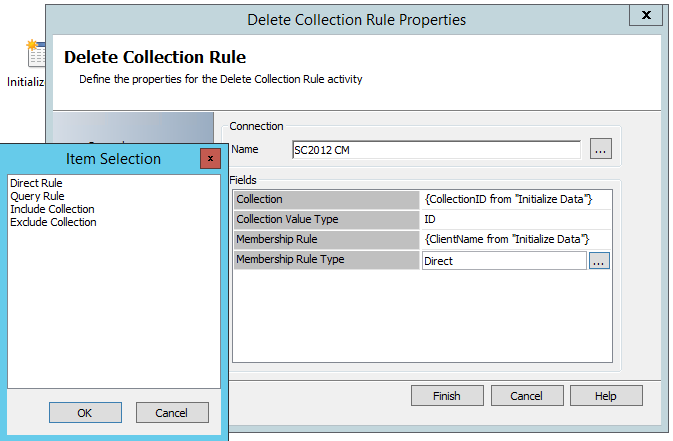 Delete Collection Rule Properties
X
Delete Collection Rule
Define the properties for the Delete Collection Rule activity
Initialize
Connection
Name
SC2012 CM
...
Item Selection
x
Direct Rule
Query Rule
Include Collection
Exclude Collection
OK
Cancel
Fields
Collection
{CollectionID from "Initialize Data"}
Collection Value Type
ID
Membership Rule
{ClientName from "Initialize Data"}
Membership Rule Type
Direct
...
Finish
Cancel
Help